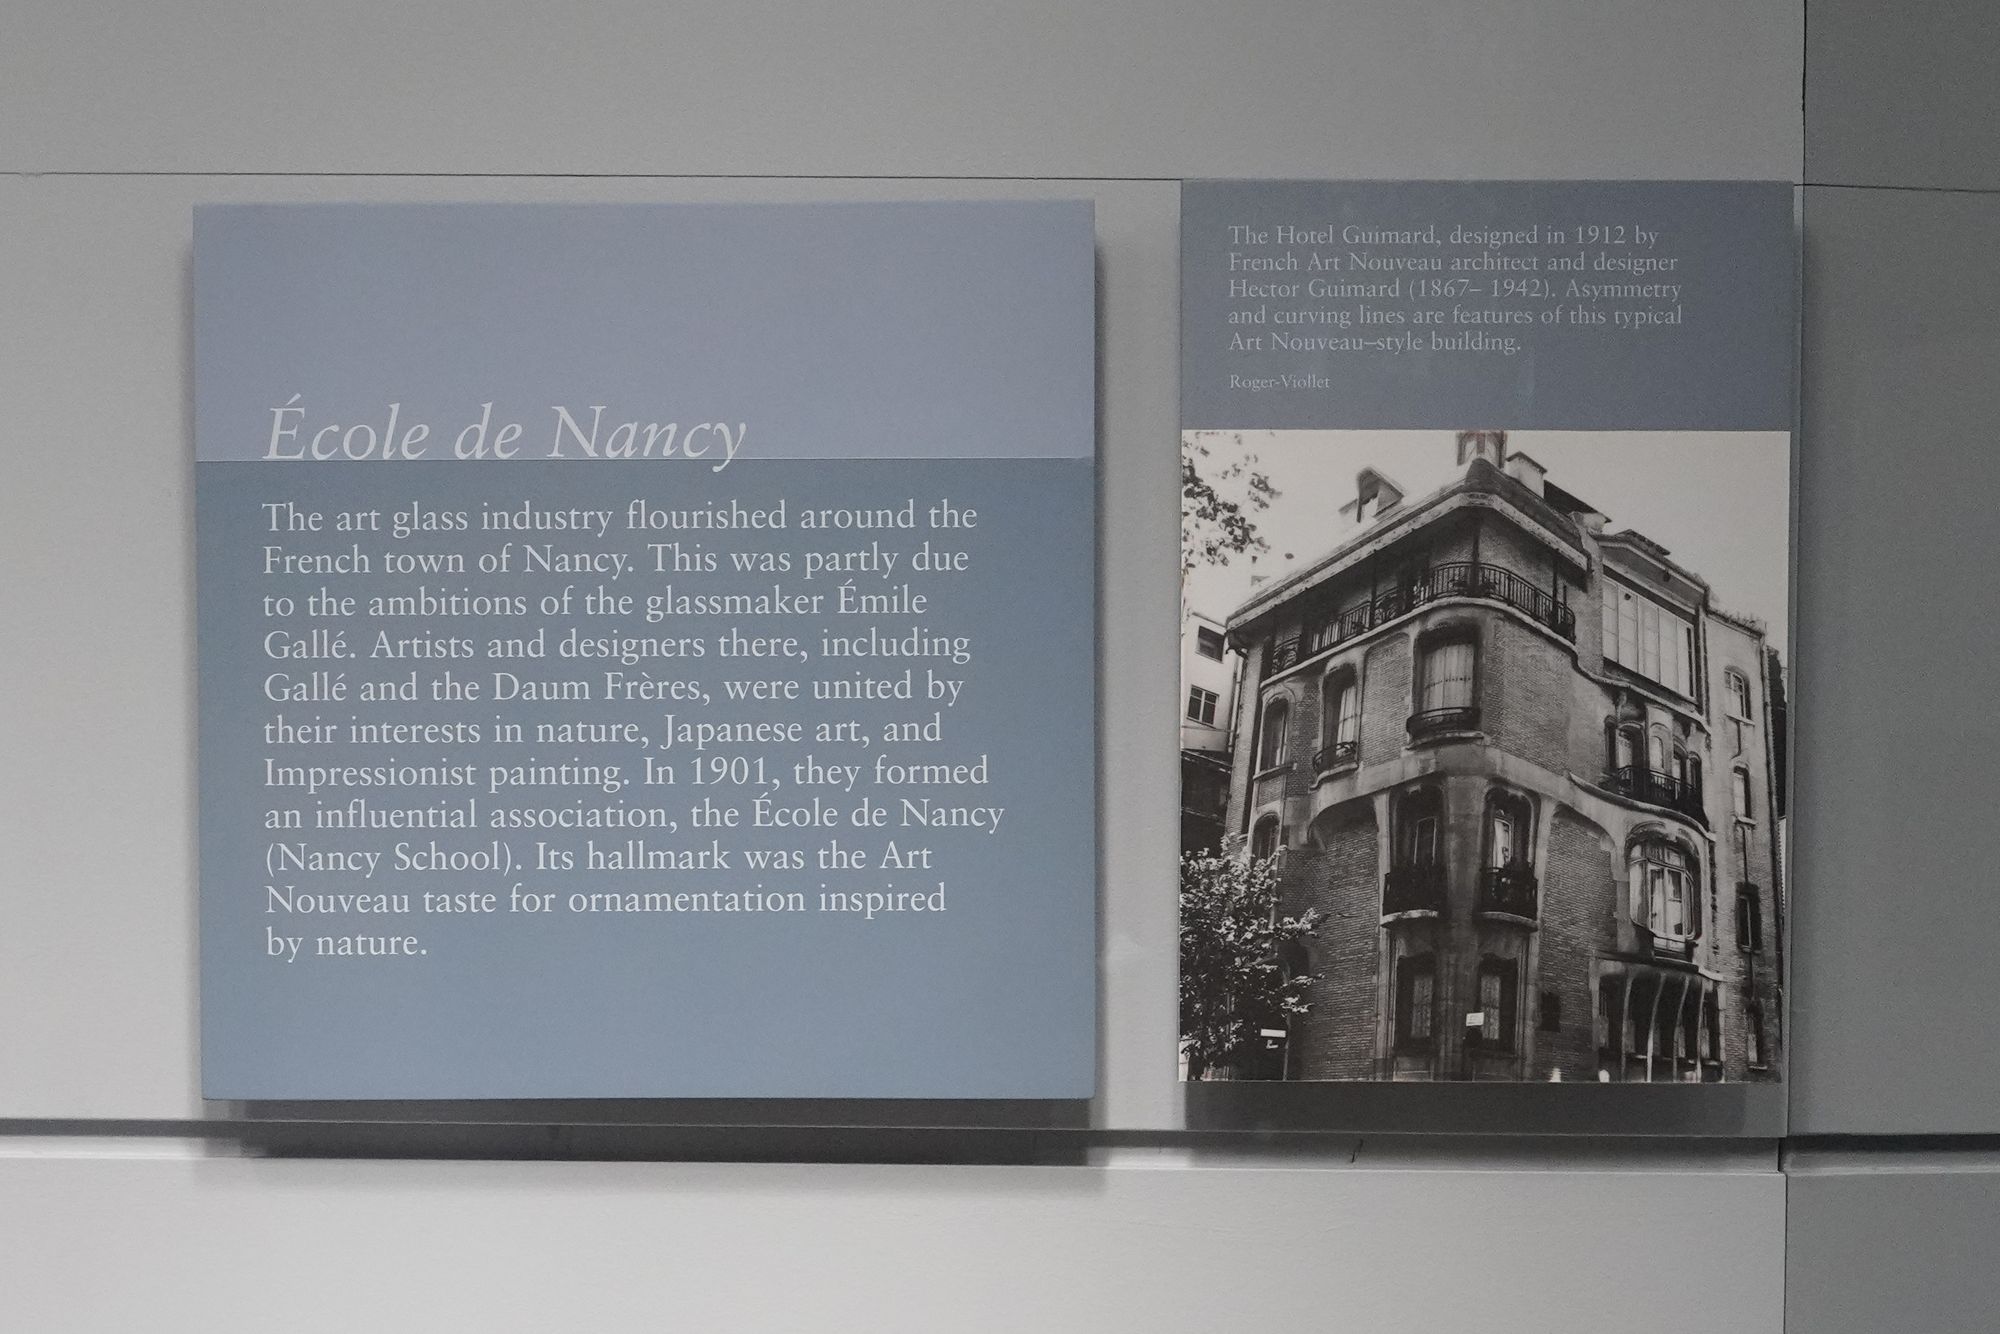 École de Nancy
The art glass industry flourished around the
French town of Nancy. This was partly due
to the ambitions of the glassmaker Émile
Gallé. Artists and designers there, including
Gallé and the Daum Frères, were united by
their interests in nature, Japanese art, and
Impressionist painting. In 1901, they formed
an influential association, the École de Nancy
(Nancy School). Its hallmark was the Art
Nouveau taste for ornamentation inspired
by nature.
The Hotel Guimard, designed in 1912 by
French Art Nouveau architect and designer
Hector Guimard (1867– 1942). Asymmetry
and curving lines are features of this typical
Art Nouveau–style building.
Roger-Viollet